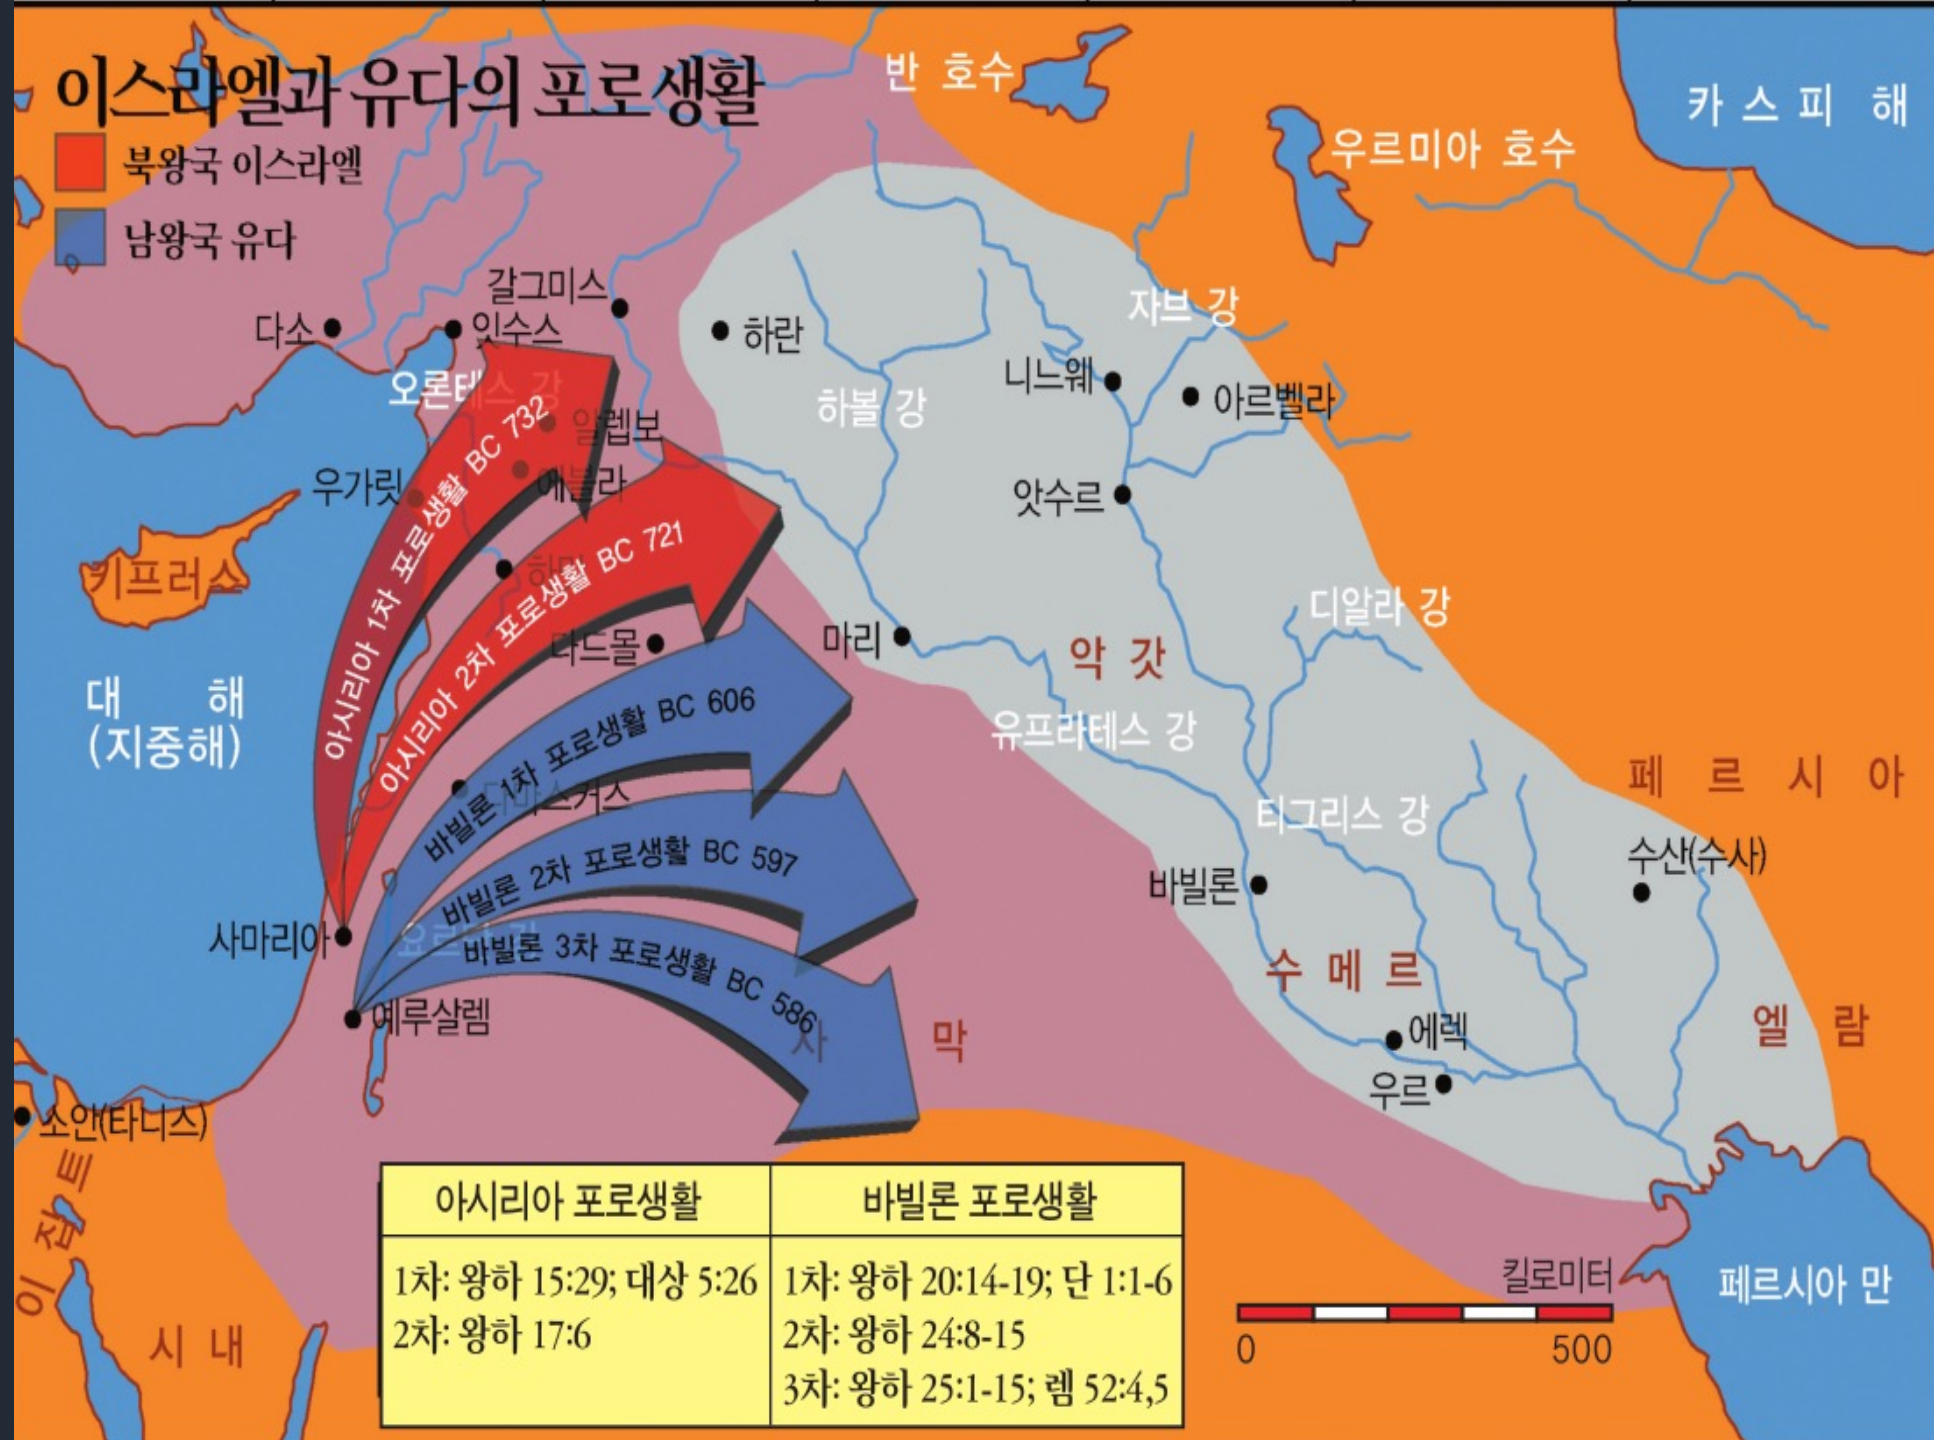 이스라엘과 유다의 포로생활
북왕국 이스라엘
남왕국 유다
반 호수
우르미아 호수
카스피 해
갈그미스
다소
잇수스
하란
자브 강
오론테스 강
니느웨
아르벨라
하볼 강
알렙보
우가릿
에블라
앗수르
키프러스
하마
디알라 강
다드몰
마리
악갓
대 해
(지중해)
유프라테스 강
페르시아
다마스커스
티그리스 강
수산(수사)
바빌론
사마리아
요르단 강
수메르
예루살렘
사막
에렉
엘람
우르
소안(타니스)
이집트
시내
페르시아 만
아시리아 1차 포로생활 BC 732
아시리아 2차 포로생활 BC 721
바빌론 1차 포로생활 BC 606
바빌론 2차 포로생활 BC 597
바빌론 3차 포로생활 BC 586
아시리아 포로생활
1차: 왕하 15:29; 대상 5:26
2차: 왕하 17:6
바빌론 포로생활
1차: 왕하 20:14-19; 단 1:1-6
2차: 왕하 24:8-15
3차: 왕하 25:1-15; 렘 52:4,5
킬로미터
0 500